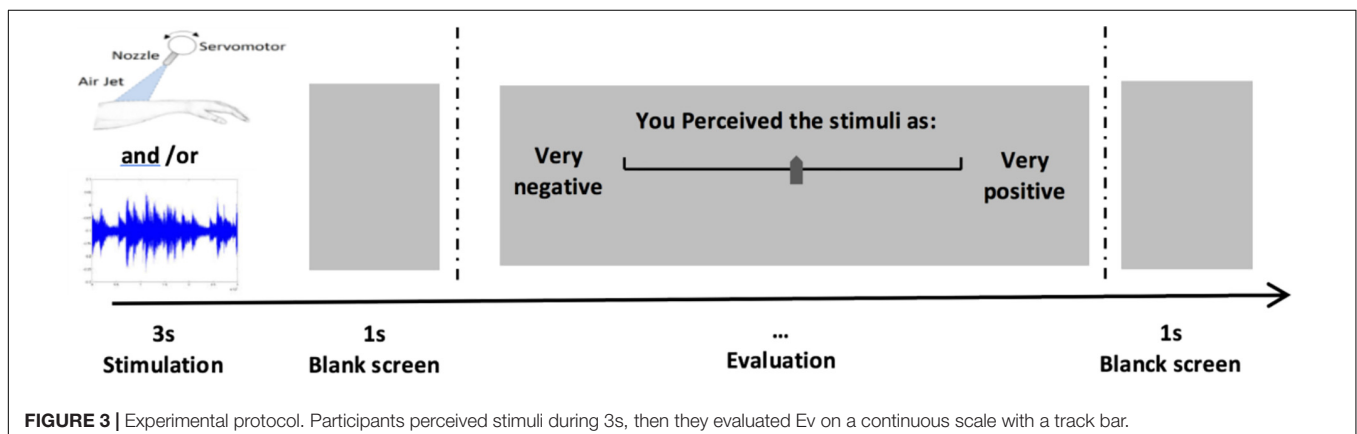 Nozzle
Servomotor
Air Jet
and /or
You Perceived the stimuli as:
Very
negative
Very
positive
3s
Stimulation
1s
Blank screen
...
Evaluation
1s
Blanck screen
FIGURE 3 | Experimental protocol. Participants perceived stimuli during 3s, then they evaluated Ev on a continuous scale with a track bar.